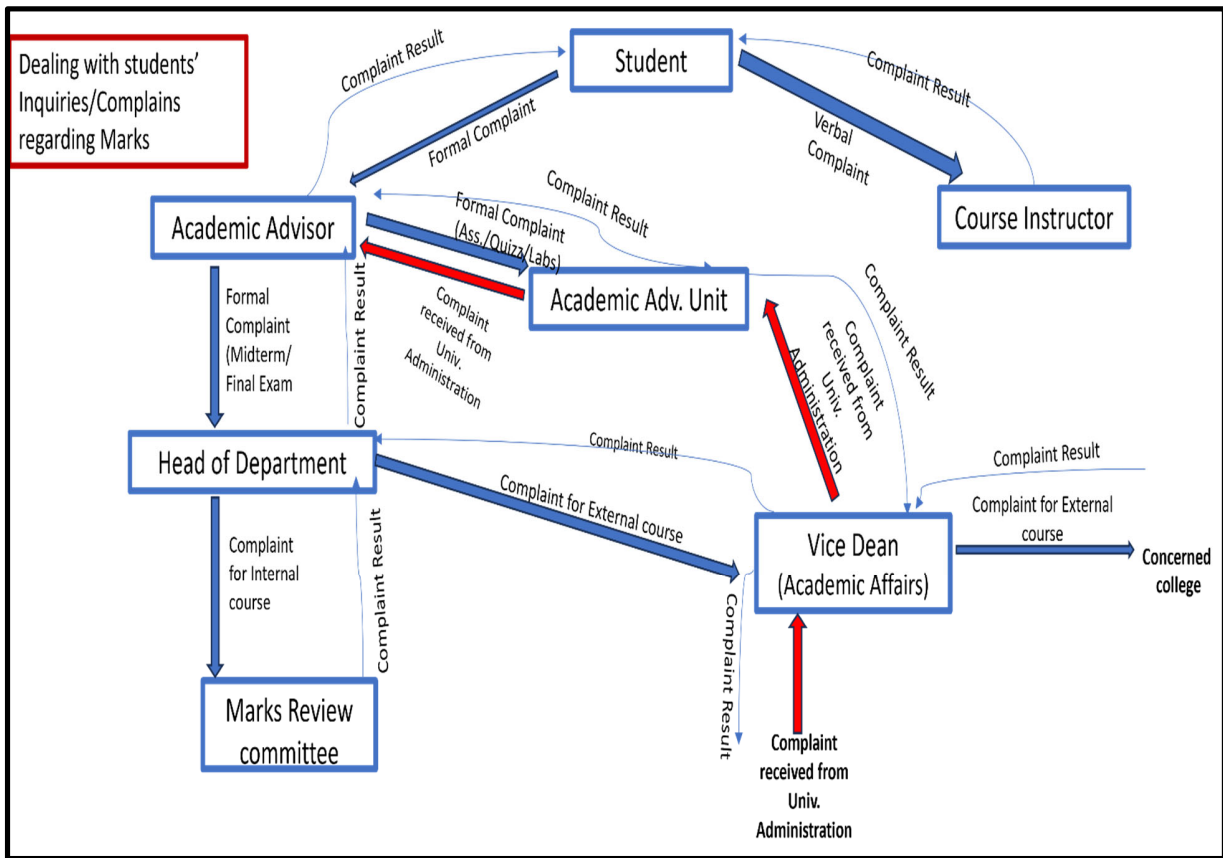 Dealing with students'
Inquiries/Complains
regarding Marks
Student
Complaint Result
Complaint Result
Formal Complaint
Verbal
Complaint
Academic Advisor
Course Instructor
Complaint Result
Formal Complaint
(Ass./Quizz/Labs)
Academic Adv. Unit
Complaint Result
Formal
Complaint
(Midterm/
Final Exam
Complaint Result
Complaint
received from
Univ.
Administration
Complaint
received from
Univ.
Administration
Head of Department
Complaint Result
Complaint for External course
Complaint Result
Complaint for External
course
Concerned
college
Vice Dean
(Academic Affairs)
Complaint
for Internal
course
Complaint Result
Complaint Result
Marks Review
committee
Complaint
received from
Univ.
Administration